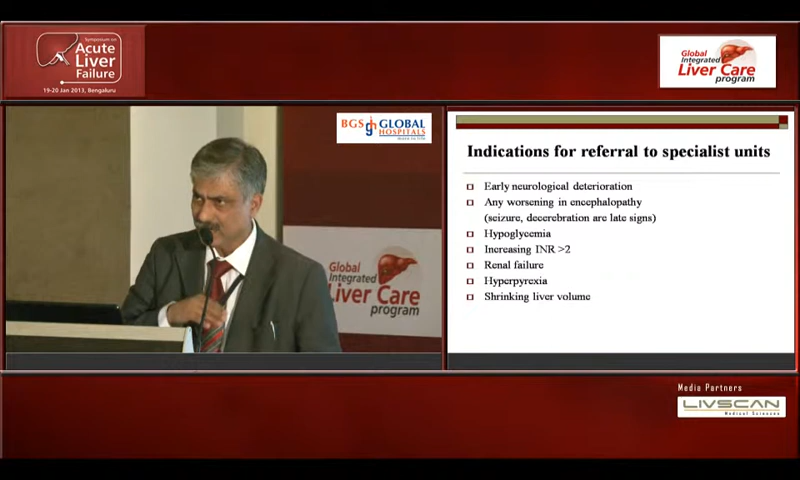 Symposium on
Acute
Liver
Failure
19-20 Jan 2013, Bengaluru
Global
Integrated
Liver Care
program
BGS GLOBAL
HOSPITALS
Global
Integrated
Liver Care
program
Indications for referral to specialist units
Early neurological deterioration
Any worsening in encephalopathy
(seizure, decerebration are late signs)
Hypoglycemia
Increasing INR >2
Renal failure
Hyperpyrexia
Shrinking liver volume
Media Partners
LIVSCAN
Medical Sciences